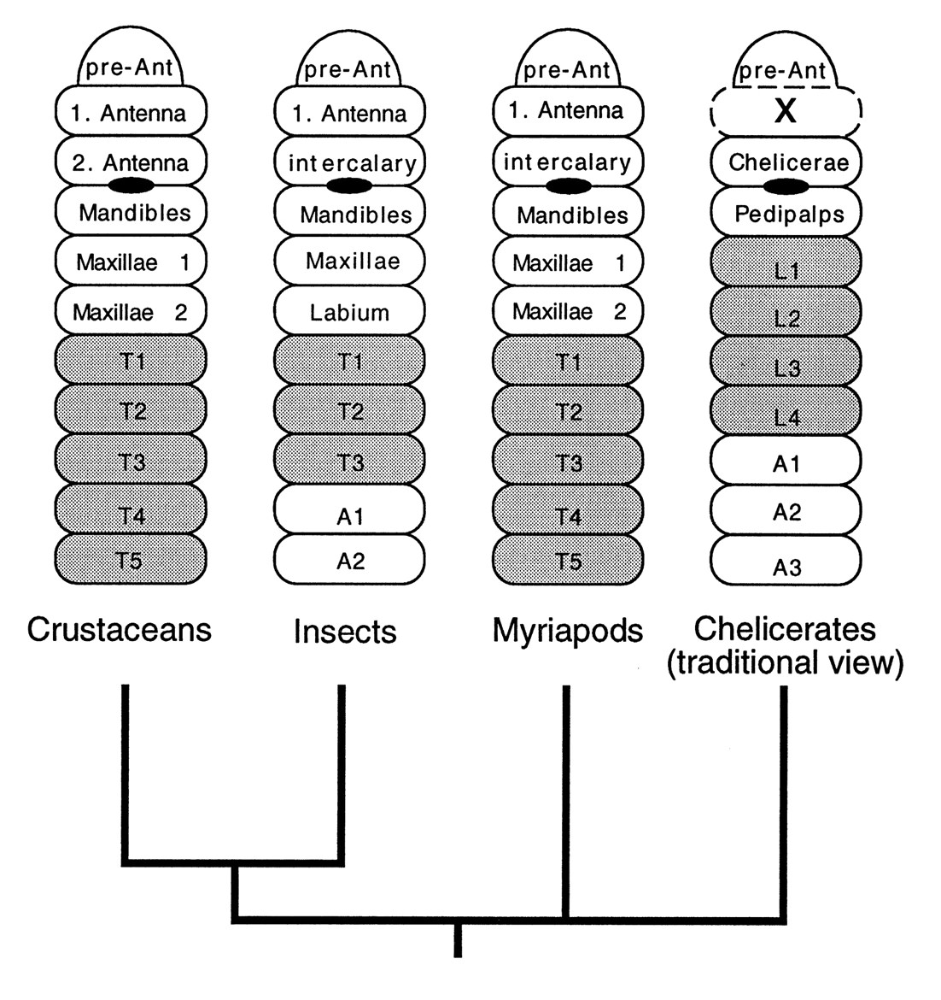 pre-Ant
1. Antenna
2. Antenna
Mandibles
Maxillae 1
Maxillae 2
T1
T2
T3
T4
T5
Crustaceans
pre-Ant
1. Antenna
intercalary
Mandibles
Maxillae
Labium
T1
T2
T3
A1
A2
Insects
pre-Ant
1. Antenna
intercalary
Mandibles
Maxillae 1
Maxillae 2
T1
T2
T3
T4
T5
Myriapods
pre-Ant
X
Chelicerae
Pedipalps
L1
L2
L3
L4
A1
A2
A3
Chelicerates
(traditional view)